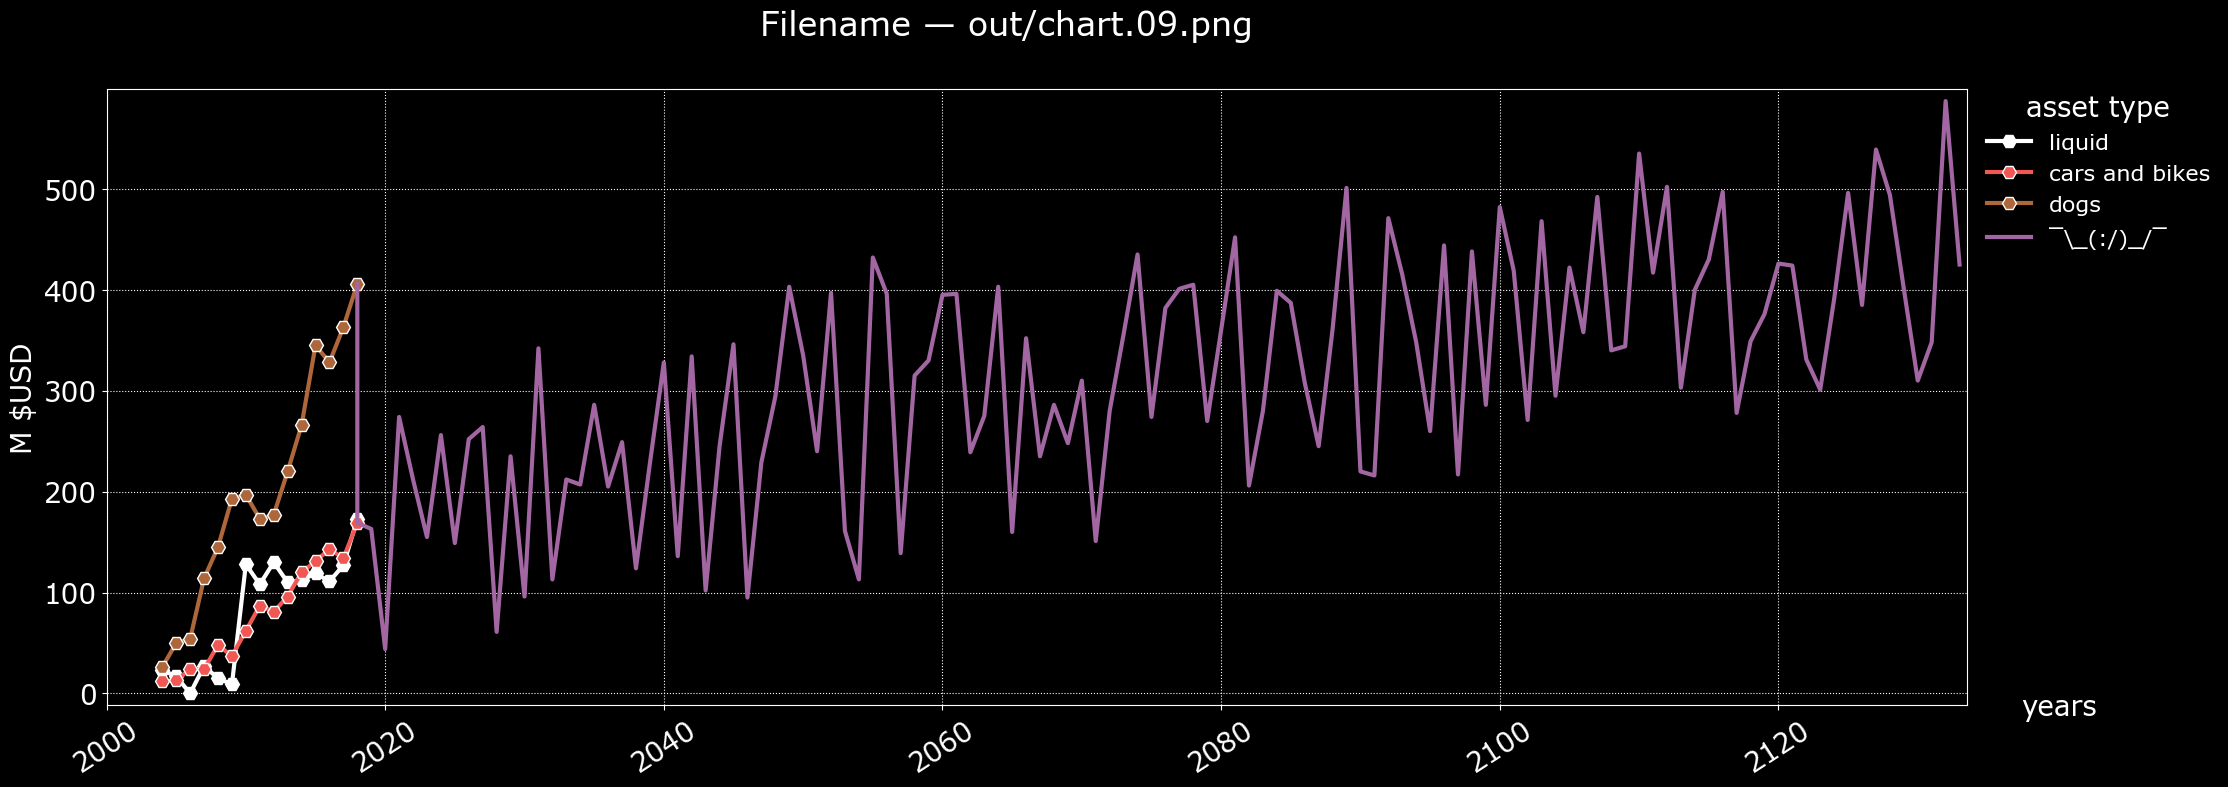 Filename — out/chart.09.png
asset type
liquid
cars and bikes
dogs
¯\_(:/)_/¯
M $USD
500
400
300
200
100
0
2000
2020
2040
2060
2080
2100
2120
years